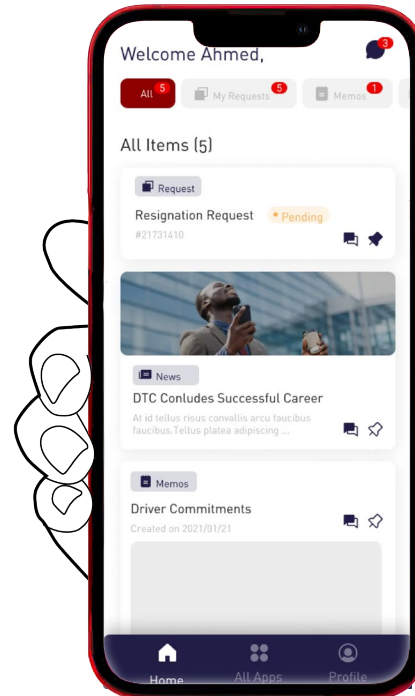 3
Welcome Ahmed,
All 5
My Requests 5
Memos 1
All Items (5)
Request
Resignation Request • Pending
#21731410
News
DTC Conludes Successful Career
At id tellus risus convallis arcu faucibus
faucibus.Tellus platea adipiscing ...
Memos
Driver Commitments
Created on 2021/01/21
Home All Apps Profile